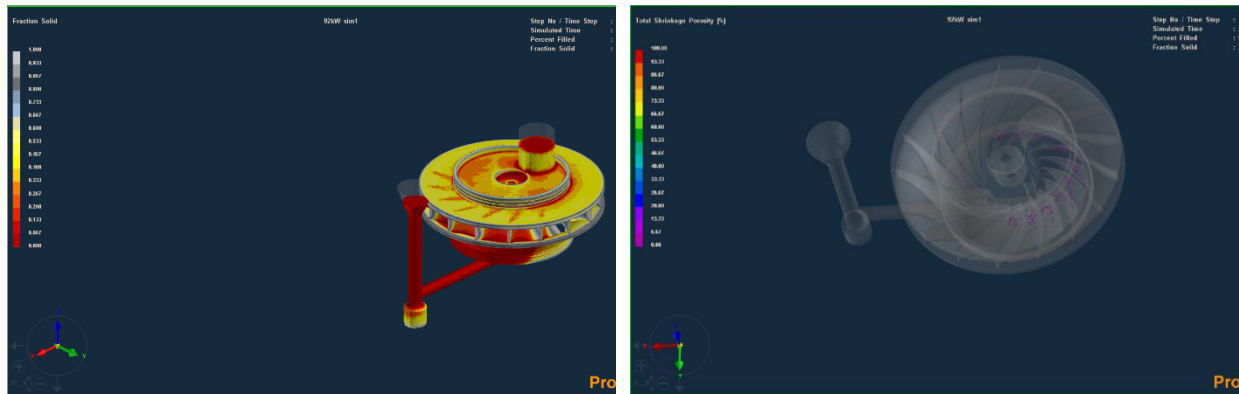 Fraction Solid
92kW sim1
Step No / Time Step :
Simulated Time :
Percent Filled :
Fraction Solid :
1.000
0.933
0.867
0.800
0.733
0.667
0.600
0.533
0.467
0.400
0.333
0.267
0.200
0.133
0.067
0.000
X
Y
Pro
Total Shrinkage Porosity [%]
92kW sim1
Step No / Time Step :
Simulated Time :
Percent Filled :
Fraction Solid :
100.00
93.33
86.67
80.00
73.33
66.67
60.00
53.33
46.67
40.00
33.33
26.67
20.00
13.33
6.67
0.00
X
Y
Pro